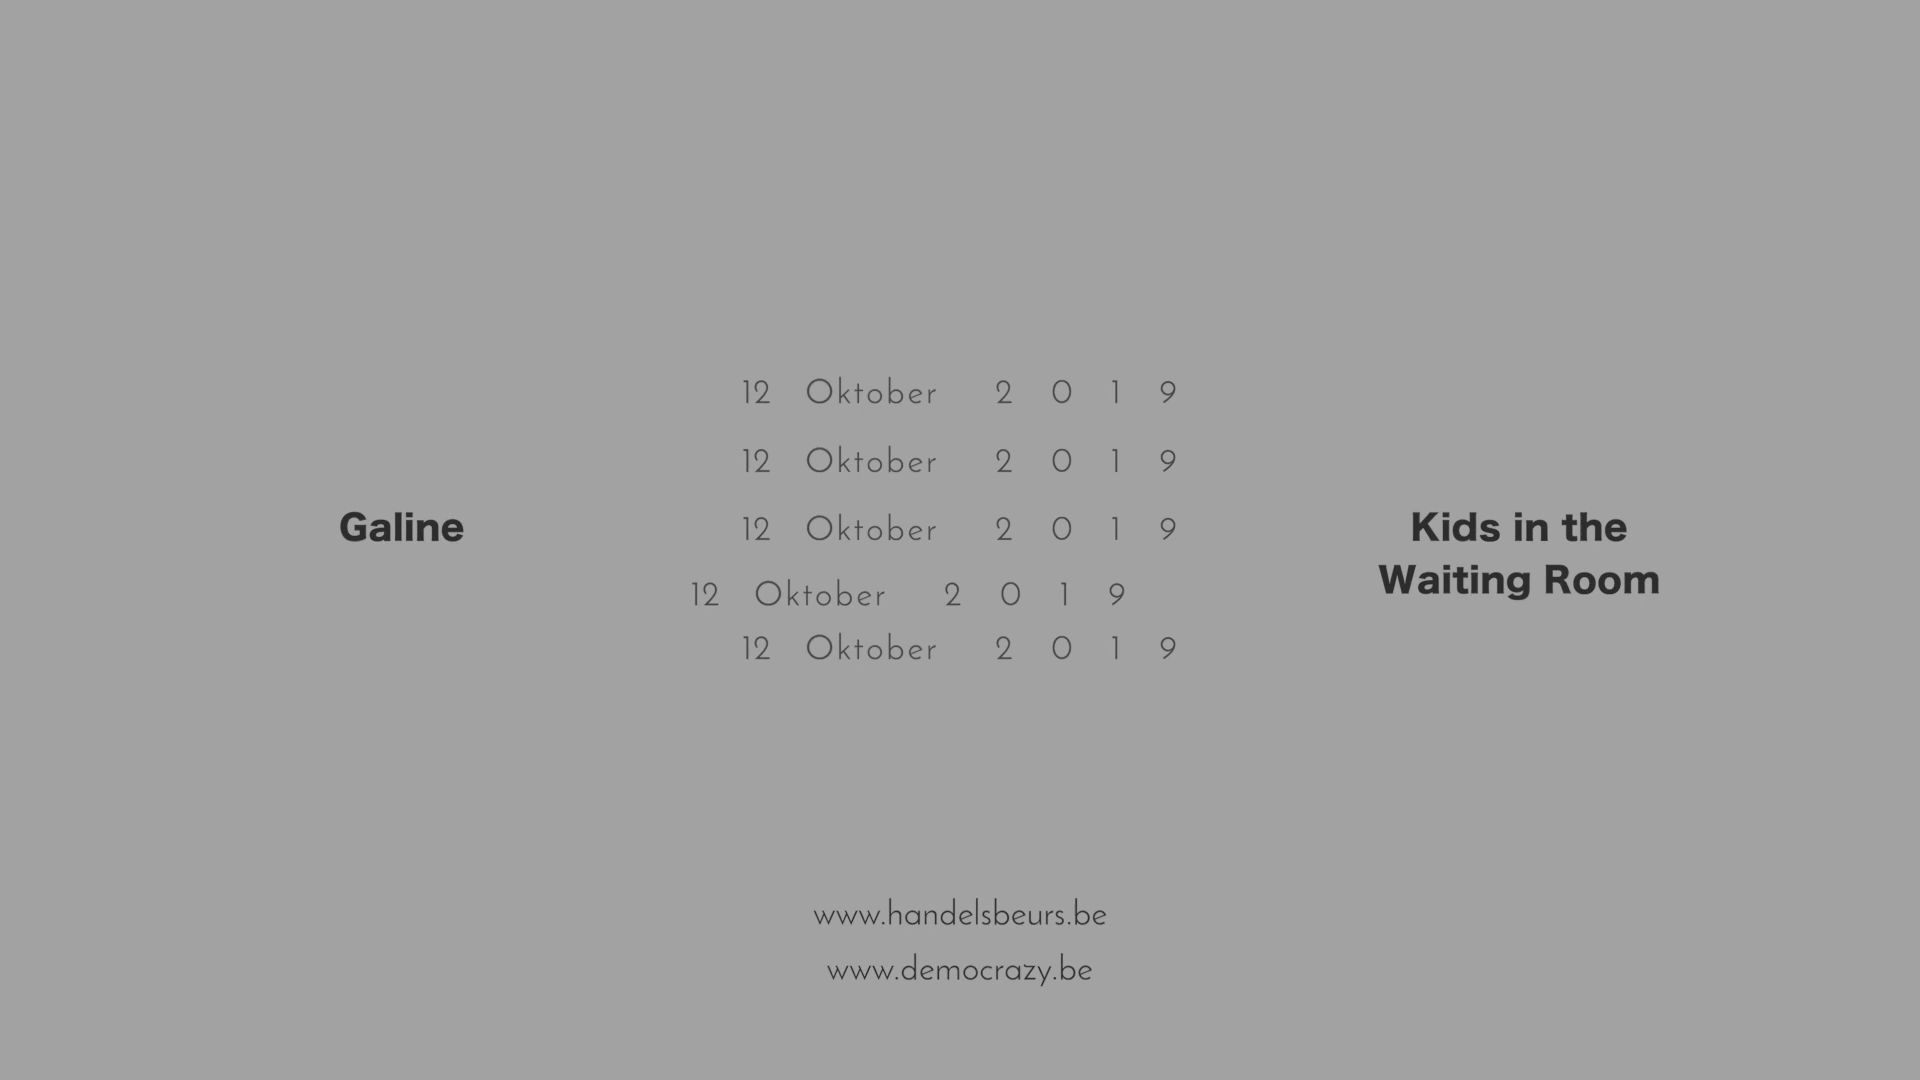 12 Oktober 2 0 1 9
12 Oktober 2 0 1 9
Galine
12 Oktober 2 0 1 9
Kids in the
Waiting Room
12 Oktober 2 0 1 9
12 Oktober 2 0 1 9
www.handelsbeurs.be
www.democrazy.be